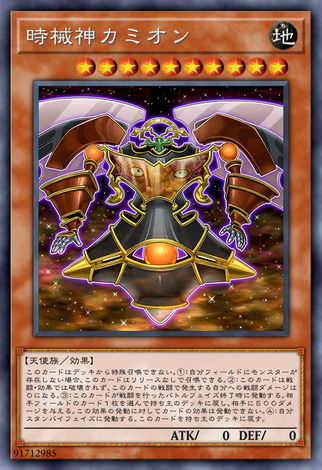 時械神カミオン
地
ち
【天使族／効果】
このカードはデッキから特殊召喚できない。①：自分フィールドにモンスターが
存在しない場合、このカードはリリースなしで召喚できる。②：このカードは戦
闘・効果では破壊されず、このカードの戦闘で発生する自分への戦闘ダメージは
０になる。③：このカードが戦闘を行ったバトルフェイズ終了時に発動する。相
手フィールドのカード１枚を選んで持ち主のデッキに戻し、相手に５００ダメー
ジを与える。この効果の発動に対してカードの効果は発動できない。④：自分
スタンバイフェイズに発動する。このカードを持ち主のデッキに戻す。
ATK/ 0 DEF/ 0
91712985